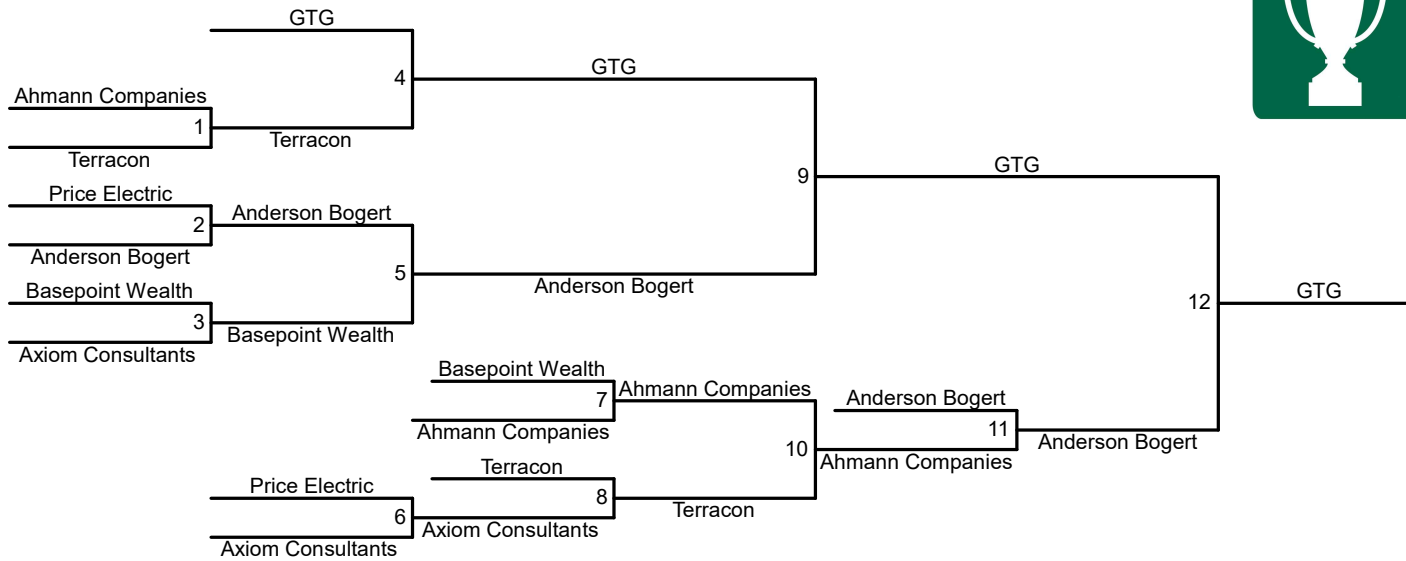 GTG
4
GTG
Ahmann Companies
1
Terracon
Terracon
Price Electric
9
GTG
2
Anderson Bogert
Anderson Bogert
5
Anderson Bogert
Basepoint Wealth
3
Basepoint Wealth
Axiom Consultants
12
GTG
Basepoint Wealth
7
Ahmann Companies
Ahmann Companies
Anderson Bogert
11
Anderson Bogert
10
Ahmann Companies
Terracon
8
Terracon
Price Electric
6
Axiom Consultants
Axiom Consultants